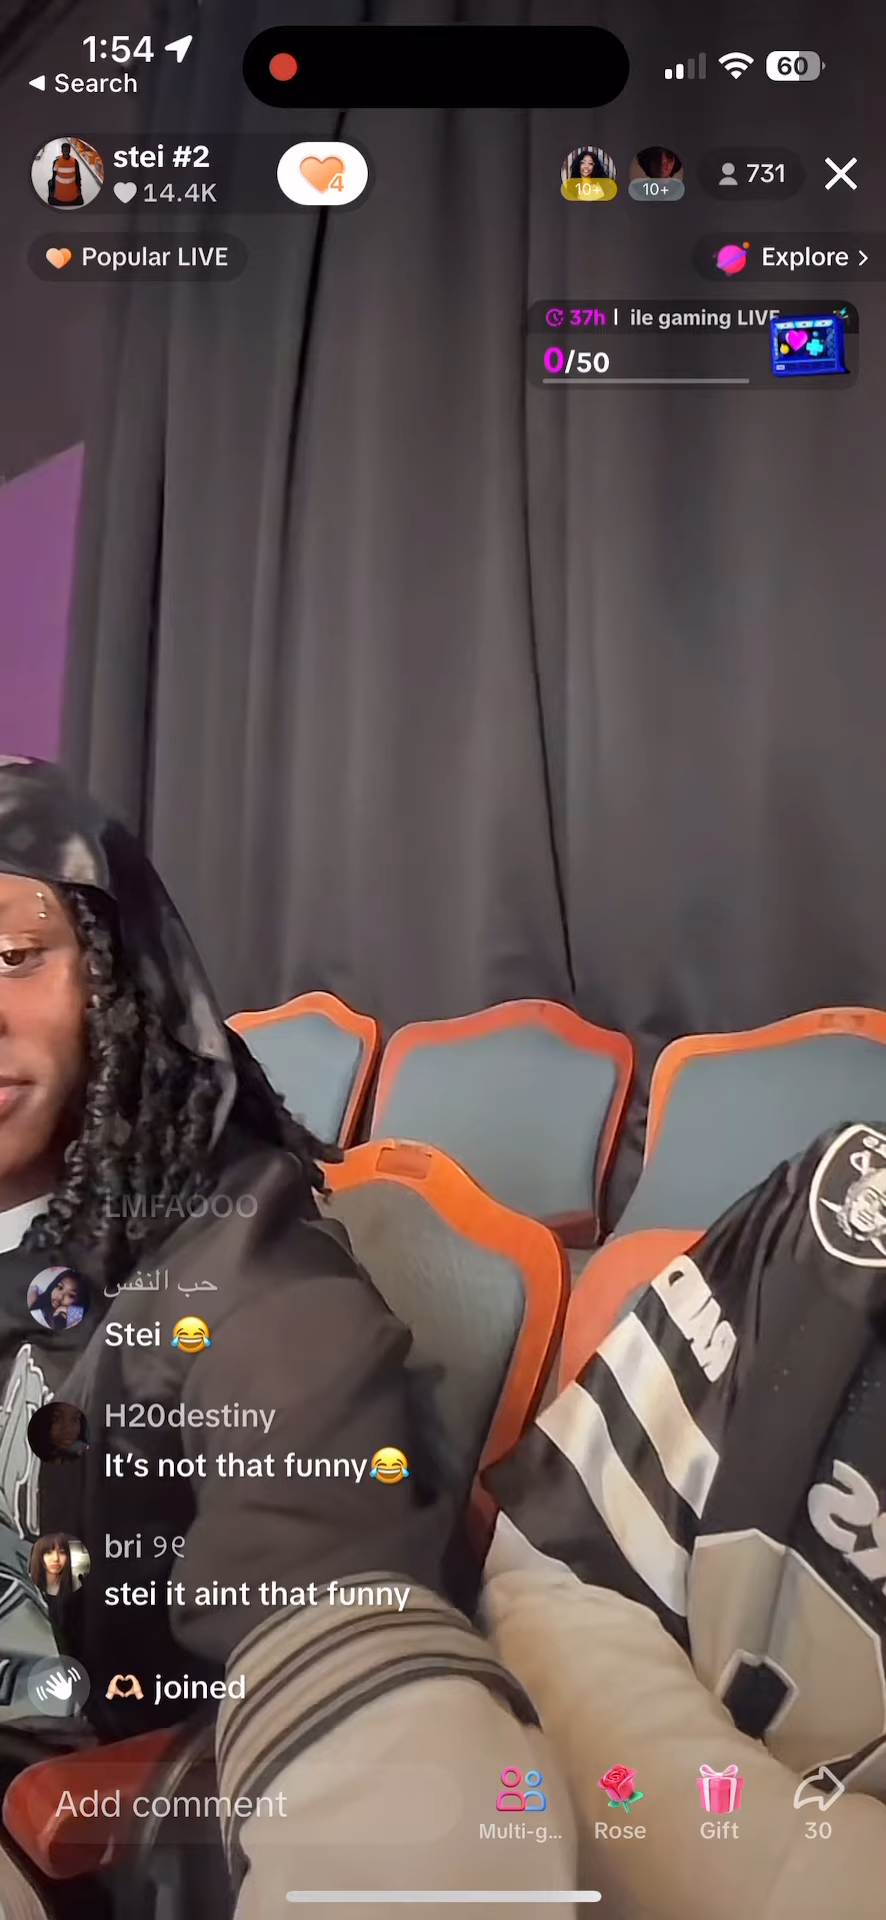 1:54
60
Search
stei #2
14.4K
4
10+
10+
731
Popular LIVE
Explore
37h
ile gaming LIVE
0/50
LMFAOOO
حب النفس
Stei 😂
H20destiny
It's not that funny😂
bri ୨୧
stei it aint that funny
🫶🏻 joined
Add comment
Multi-g...
Rose
Gift
30